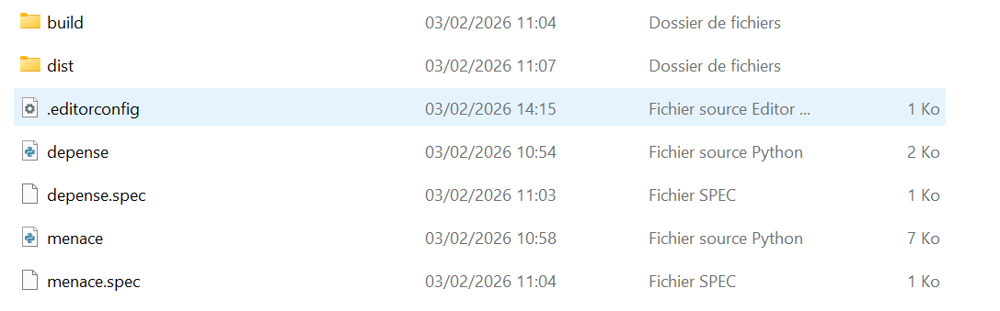 build 03/02/2026 11:04 Dossier de fichiers
dist 03/02/2026 11:07 Dossier de fichiers
.editorconfig 03/02/2026 14:15 Fichier source Editor ... 1 Ko
depense 03/02/2026 10:54 Fichier source Python 2 Ko
depense.spec 03/02/2026 11:03 Fichier SPEC 1 Ko
menace 03/02/2026 10:58 Fichier source Python 7 Ko
menace.spec 03/02/2026 11:04 Fichier SPEC 1 Ko